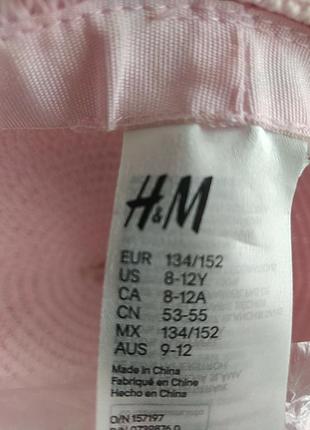 H&M
EUR 134/152
US 8-12Y
CA 8-12A
CN 53-55
MX 134/152
AUS 9-12
Made in China
Fabriqué en Chine
Hecho en China
O/N 157197